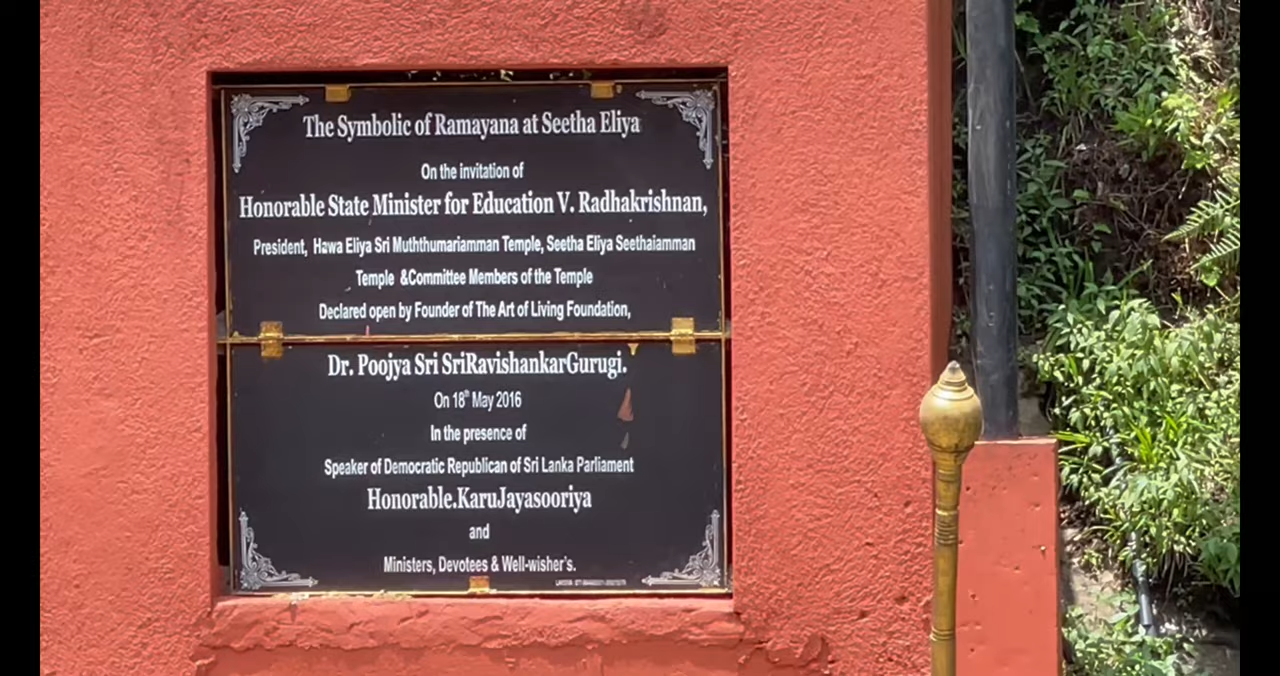 The Symbolic of Ramayana at Seetha Eliya
On the invitation of
Honorable State Minister for Education V. Radhakrishnan,
President, Hawa Eliya Sri Muththumariamman Temple, Seetha Eliya Seethaiamman
Temple &Committee Members of the Temple
Declared open by Founder of The Art of Living Foundation,
Dr. Poojya Sri SriRavishankarGurugi.
On 18th May 2016
In the presence of
Speaker of Democratic Republican of Sri Lanka Parliament
Honorable.KaruJayasooriya
and
Ministers, Devotees & Well-wisher's.